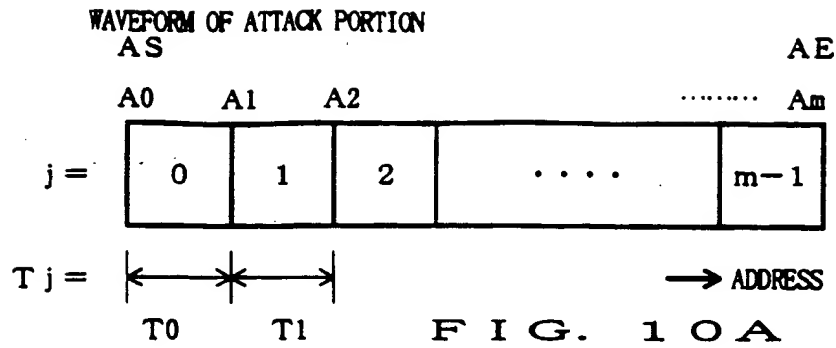 WAVEFORM OF ATTACK PORTION
AS AE
A0 A1 A2 ········· Am
j= 0 1 2 ···· m-1
Tj= → ADDRESS
T0 T1
FIG. 10A